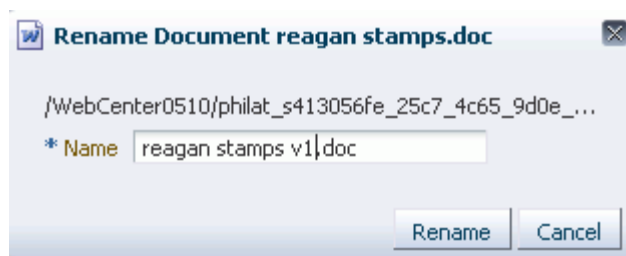 Rename Document reagan stamps.doc
/WebCenter0510/philat_s413056fe_25c7_4c65_9d0e_...
* Name reagan stamps v1.doc
Rename Cancel